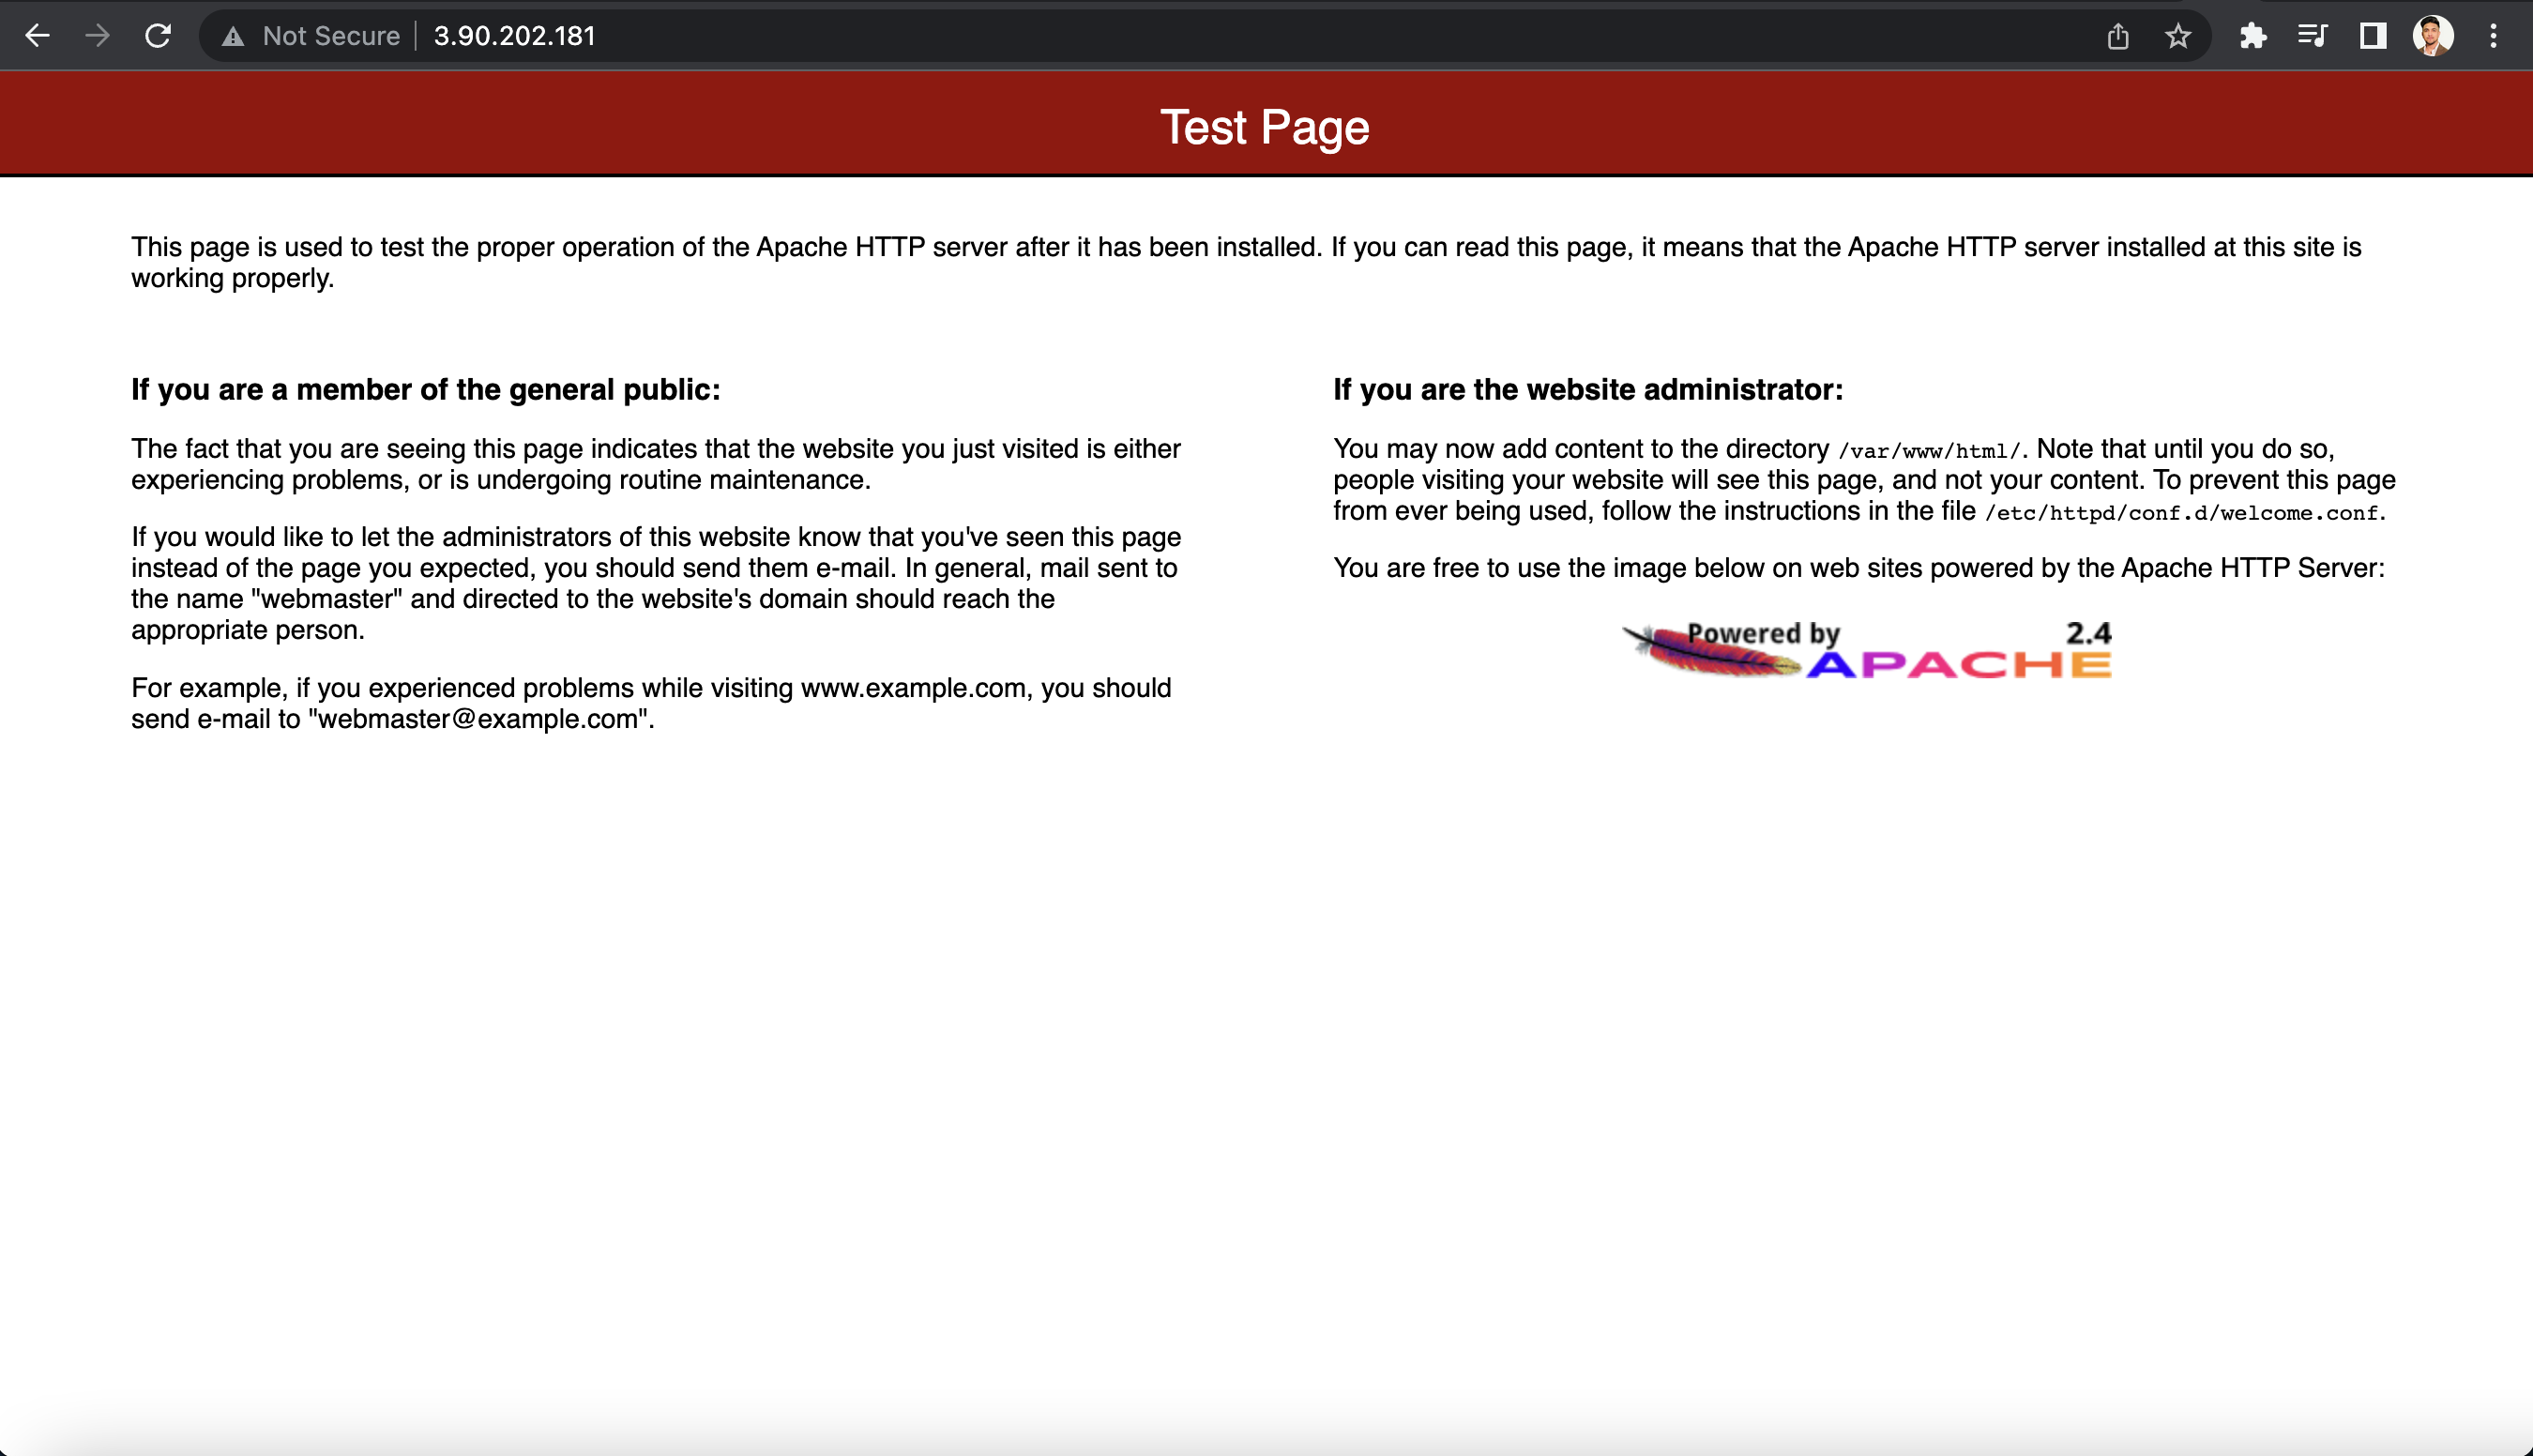 Not Secure 3.90.202.181
Test Page
This page is used to test the proper operation of the Apache HTTP server after it has been installed. If you can read this page, it means that the Apache HTTP server installed at this site is
working properly.
If you are a member of the general public:
The fact that you are seeing this page indicates that the website you just visited is either
experiencing problems, or is undergoing routine maintenance.
If you would like to let the administrators of this website know that you've seen this page
instead of the page you expected, you should send them e-mail. In general, mail sent to
the name "webmaster" and directed to the website's domain should reach the
appropriate person.
For example, if you experienced problems while visiting www.example.com, you should
send e-mail to "webmaster@example.com".
If you are the website administrator:
You may now add content to the directory /var/www/html/. Note that until you do so,
people visiting your website will see this page, and not your content. To prevent this page
from ever being used, follow the instructions in the file /etc/httpd/conf.d/welcome.conf.
You are free to use the image below on web sites powered by the Apache HTTP Server:
Powered by 2.4
APACHE